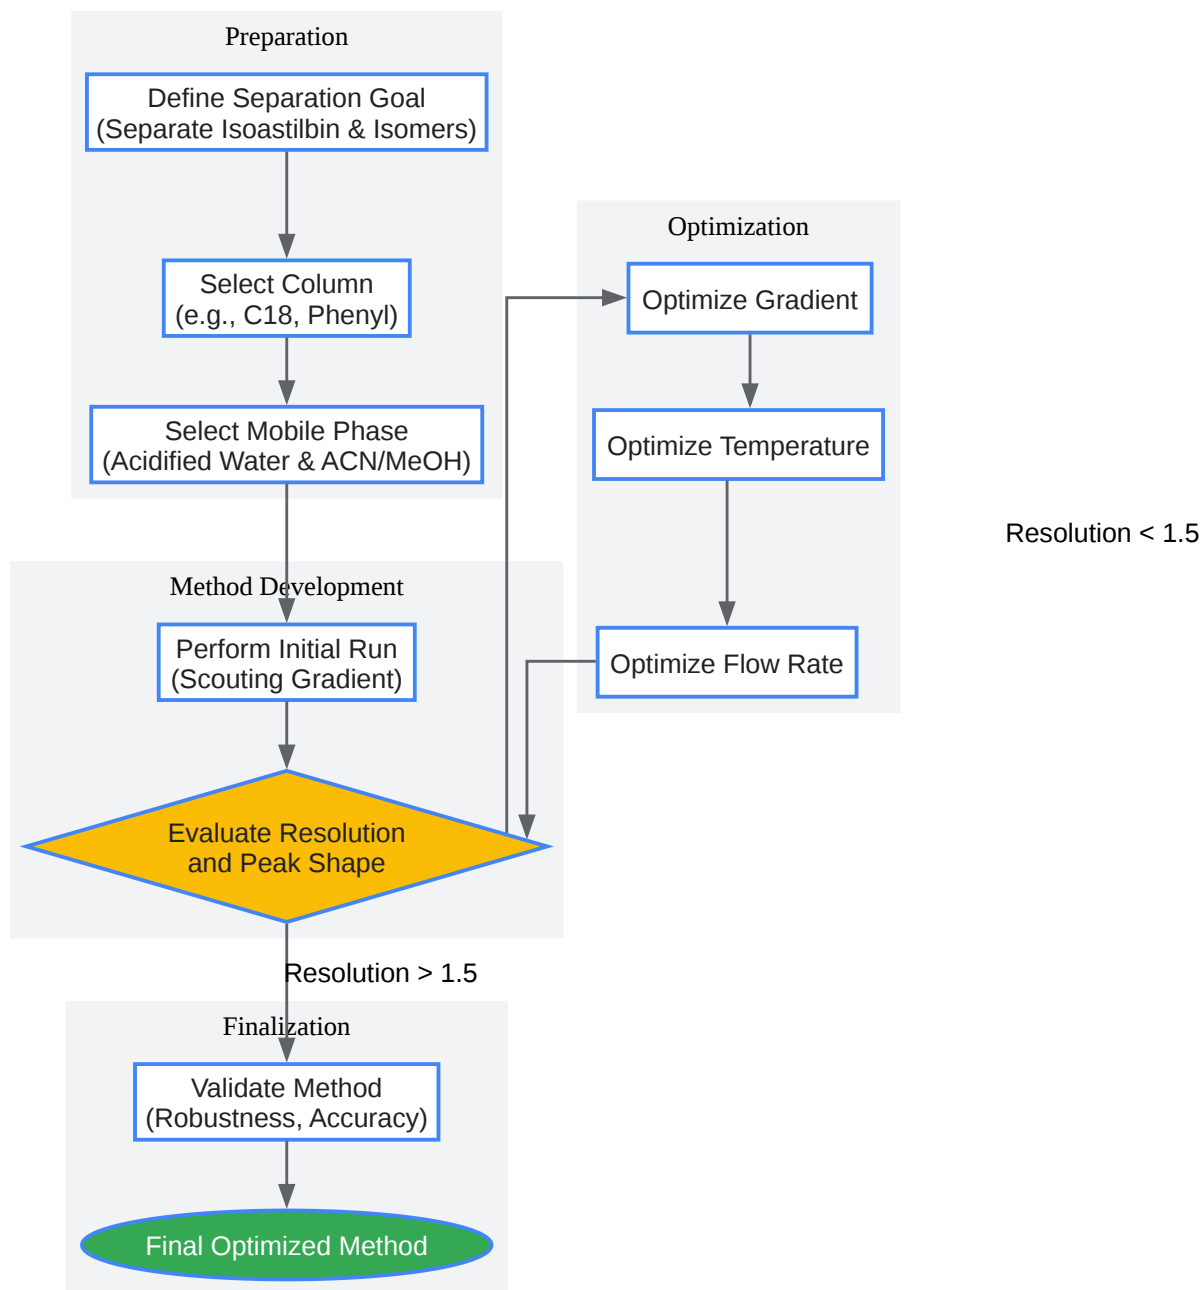 Preparation
Define Separation Goal
(Separate Isoastilbin & Isomers)
Select Column
(e.g., C18, Phenyl)
Select Mobile Phase
(Acidified Water & ACN/MeOH)
Optimization
Optimize Gradient
Optimize Temperature
Optimize Flow Rate
Resolution < 1.5
Method Development
Perform Initial Run
(Scouting Gradient)
Evaluate Resolution
and Peak Shape
Resolution > 1.5
Finalization
Validate Method
(Robustness, Accuracy)
Final Optimized Method